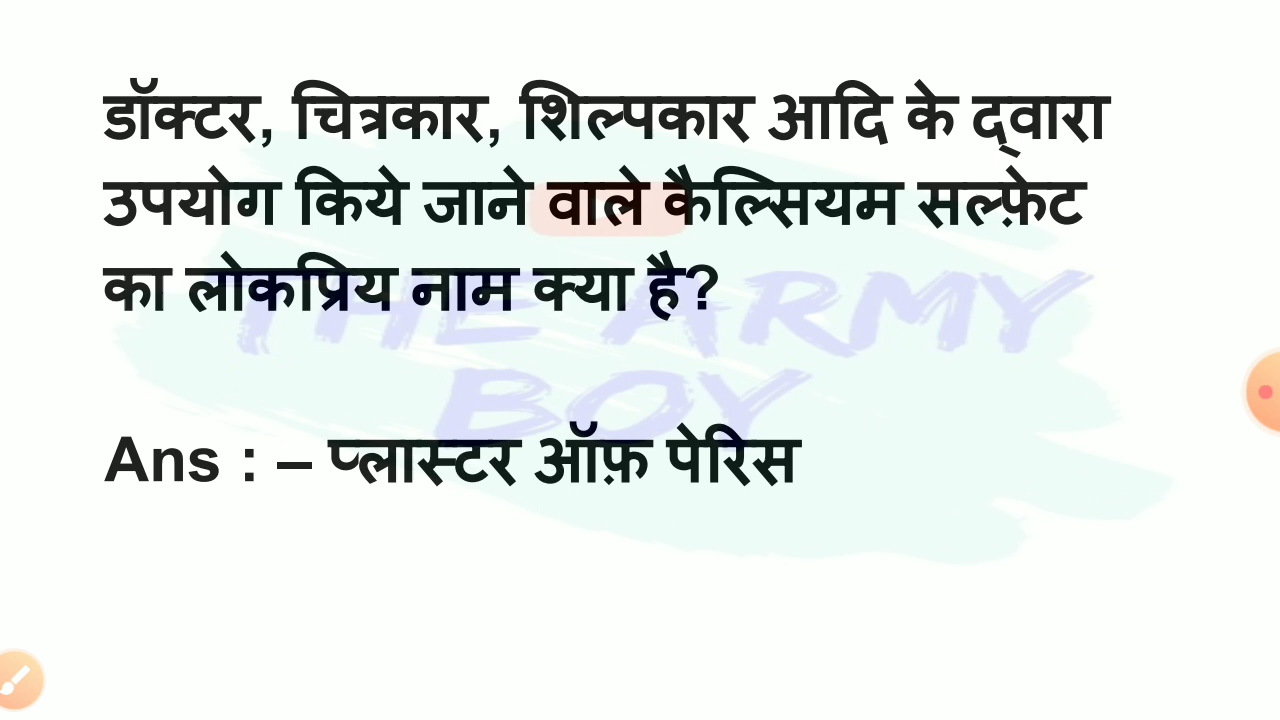 डॉक्टर, चित्रकार, शिल्पकार आदि के द्वारा
उपयोग किये जाने वाले कैल्सियम सल्फ़ेट
का लोकप्रिय नाम क्या है?
THE ARMY
BOY
Ans : – प्लास्टर ऑफ़ पेरिस